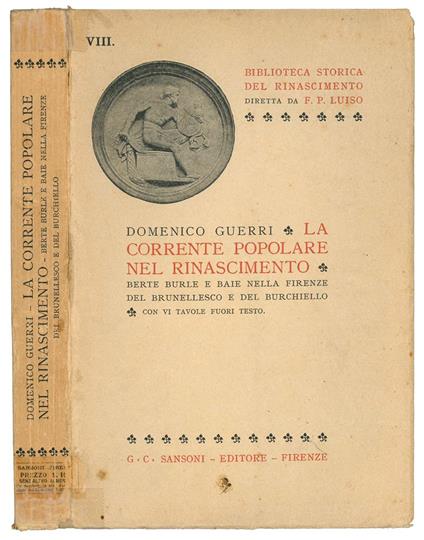 DOMENICO GUERRI – LA CORRENTE POPOLARE
NEL RINASCIMENTO – BERTE BURLE E BAIE NELLA FIRENZE
DEL BRUNELLESCO E DEL BURCHIELLO
PREZZO L.
VIII.
BIBLIOTECA STORICA
DEL RINASCIMENTO
DIRETTA DA F. P. LUISO
DOMENICO GUERRI LA
CORRENTE POPOLARE
NEL RINASCIMENTO
BERTE BURLE E BAIE NELLA FIRENZE
DEL BRUNELLESCO E DEL BURCHIELLO
CON VI TAVOLE FUORI TESTO.
G. C. SANSONI – EDITORE – FIRENZE